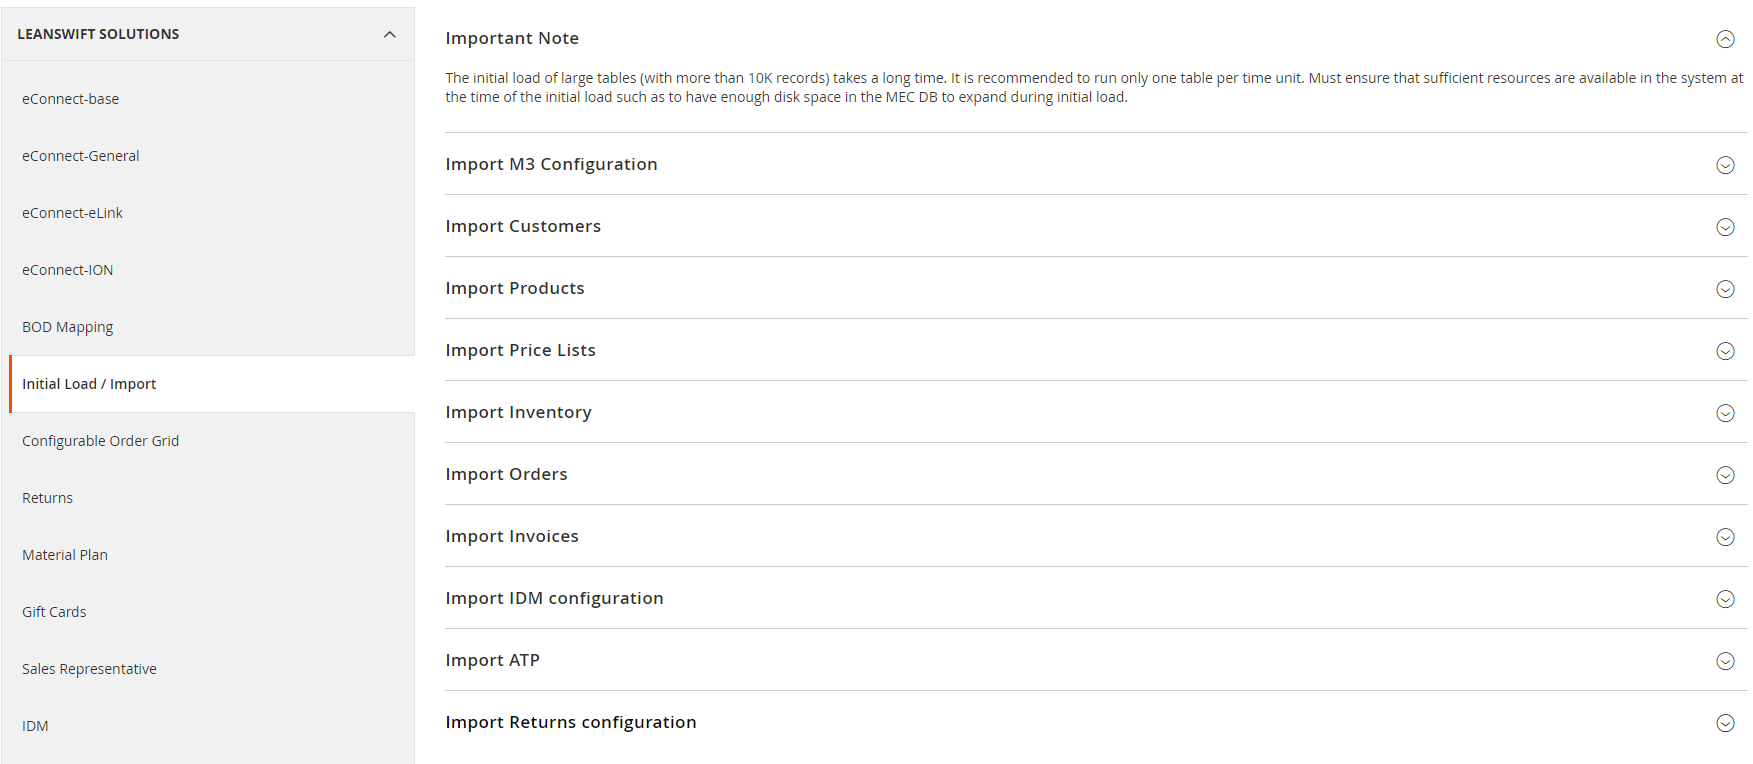 LEANSWIFT SOLUTIONS
eConnect-base
eConnect-General
eConnect-eLink
eConnect-ION
BOD Mapping
Initial Load / Import
Configurable Order Grid
Returns
Material Plan
Gift Cards
Sales Representative
IDM
Important Note
The initial load of large tables (with more than 10K records) takes a long time. It is recommended to run only one table per time unit. Must ensure that sufficient resources are available in the system at
the time of the initial load such as to have enough disk space in the MEC DB to expand during initial load.
Import M3 Configuration
Import Customers
Import Products
Import Price Lists
Import Inventory
Import Orders
Import Invoices
Import IDM configuration
Import ATP
Import Returns configuration